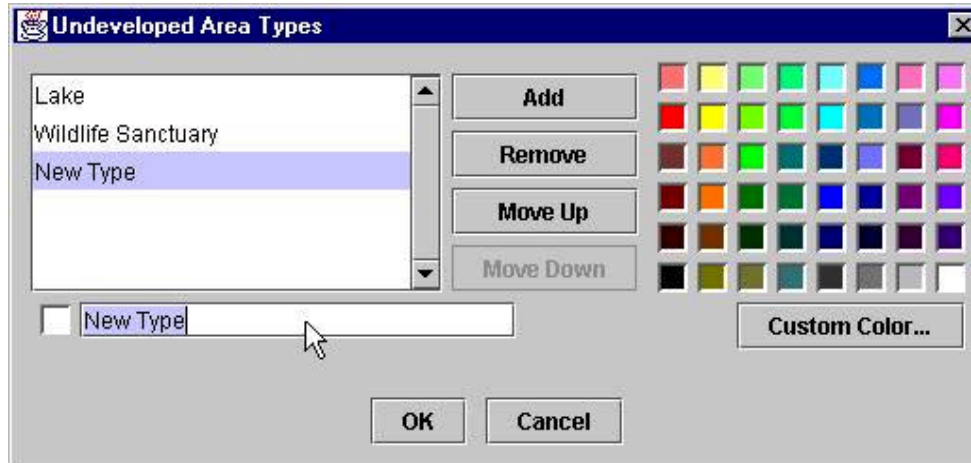 Undeveloped Area Types
Lake
Wildlife Sanctuary
New Type
Add
Remove
Move Up
Move Down
New Type
Custom Color...
OK
Cancel